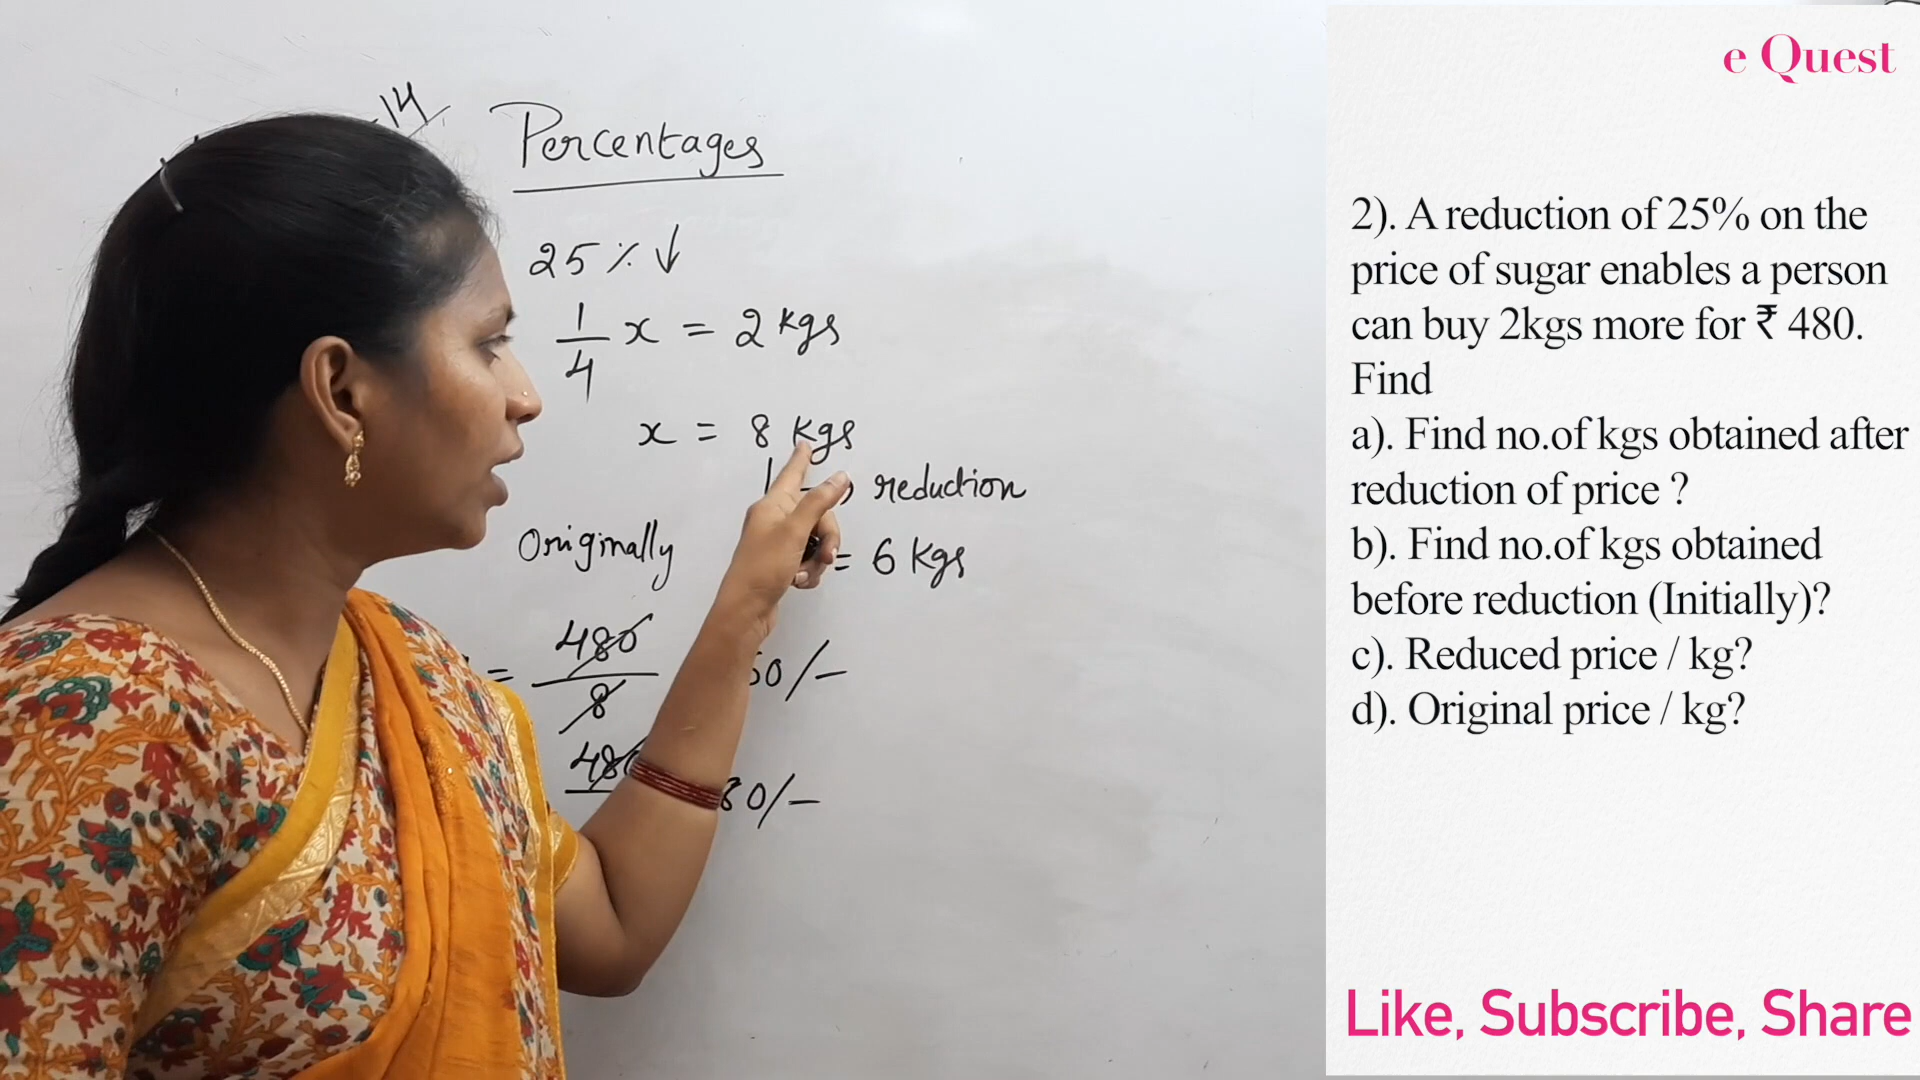 14
Percentages
25 % ↓
1/4 x = 2 kgs
x = 8 kgs
reduction
Originally = 6 kgs
= 480/8 60/-
480 80/-
e Quest
2). A reduction of 25% on the
price of sugar enables a person
can buy 2kgs more for ₹ 480.
Find
a). Find no.of kgs obtained after
reduction of price ?
b). Find no.of kgs obtained
before reduction (Initially)?
c). Reduced price / kg?
d). Original price / kg?
Like, Subscribe, Share